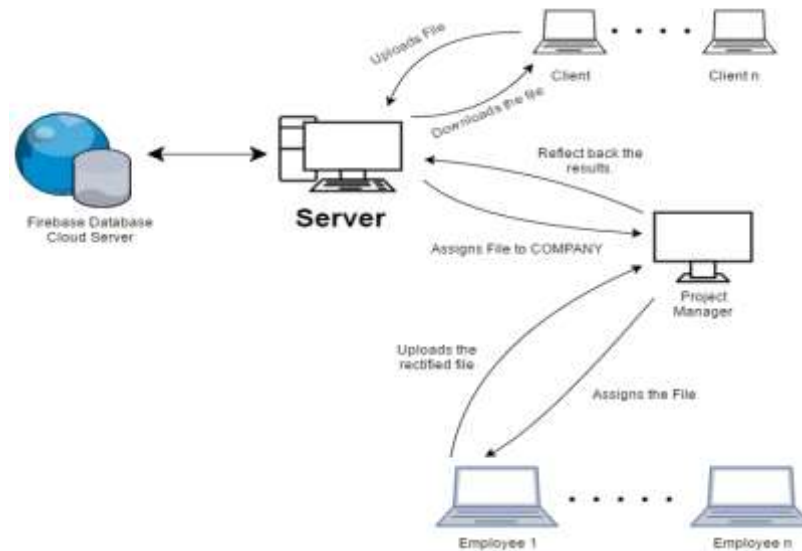 Uploads File
Client
Client n
Downloads the file
Reflect back the
results.
Firebase Database
Cloud Server
Server
Assigns File to COMPANY
Project
Manager
Uploads the
rectified file
Assigns the File
Employee 1
Employee n